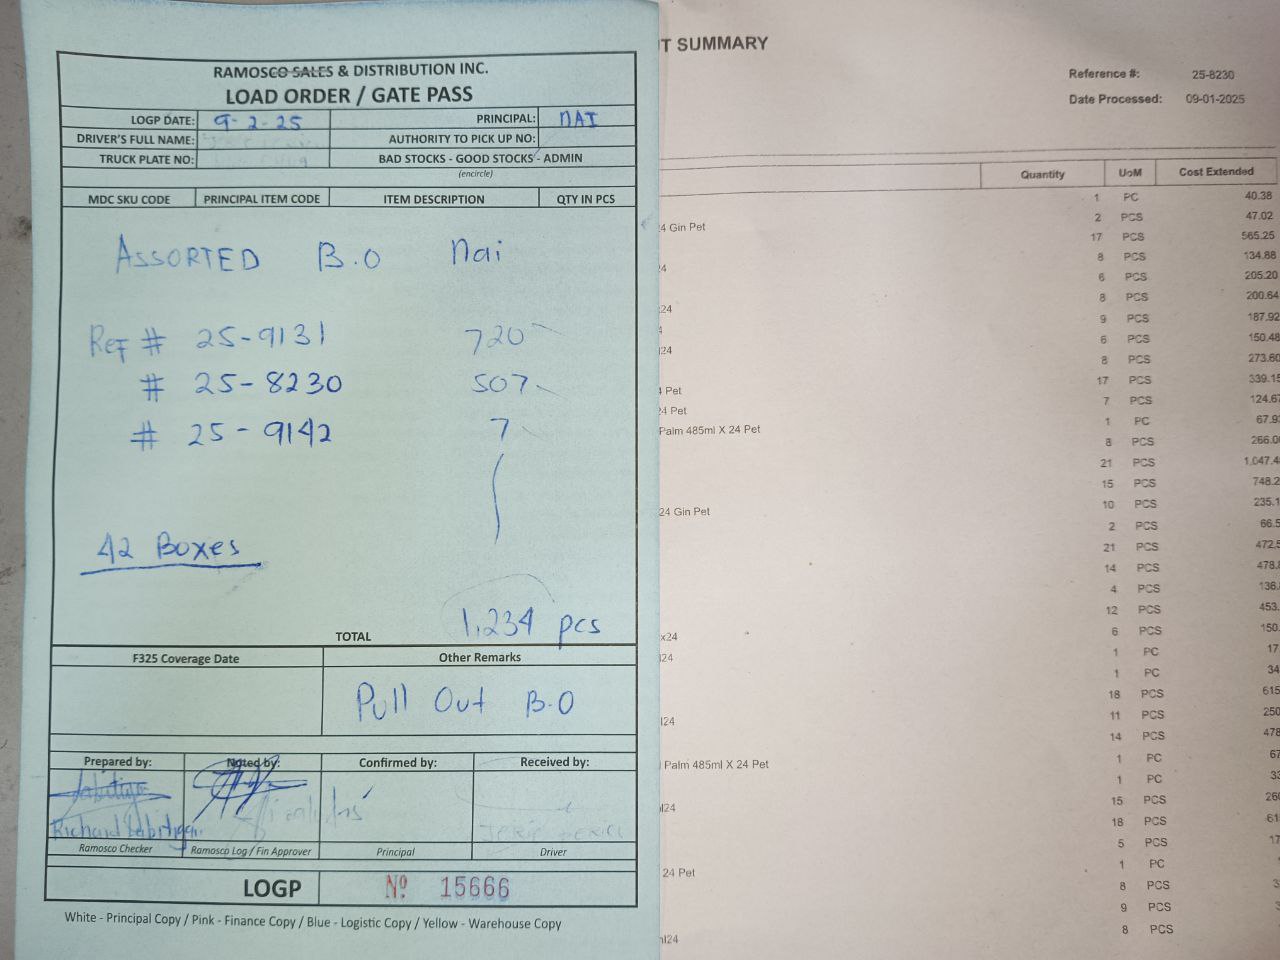 RAMOSCO SALES & DISTRIBUTION INC.
LOAD ORDER / GATE PASS
LOGP DATE: 9-2-25 PRINCIPAL: NAI
DRIVER'S FULL NAME: AUTHORITY TO PICK UP NO:
TRUCK PLATE NO: BAD STOCKS - GOOD STOCKS - ADMIN
(encircle)
MDC SKU CODE PRINCIPAL ITEM CODE ITEM DESCRIPTION QTY IN PCS
ASSORTED B.O Nai
Ref # 25-9131 720
# 25-8230 507
# 25-9142 7
42 Boxes
TOTAL 1,234 pcs
F325 Coverage Date Other Remarks
Pull Out B.O
Prepared by: Noted by: Confirmed by: Received by:
Richard
Ramosco Checker Ramosco Log / Fin Approver Principal Driver
LOGP Nº 15666
White - Principal Copy / Pink - Finance Copy / Blue - Logistic Copy / Yellow - Warehouse Copy
T SUMMARY
Reference #: 25-8230
Date Processed: 09-01-2025
Quantity UoM Cost Extended
1 PC 40.38
4 Gin Pet 2 PCS 47.02
17 PCS 565.25
24 8 PCS 134.88
6 PCS 205.20
24 8 PCS 200.64
9 PCS 187.92
24 6 PCS 150.48
8 PCS 273.60
Pet 17 PCS 339.15
4 Pet 7 PCS 124.67
Palm 485ml X 24 Pet 1 PC 67.9
8 PCS 266.0
21 PCS 1,047.4
15 PCS 748.2
24 Gin Pet 10 PCS 235.1
2 PCS 66.5
21 PCS 472.5
14 PCS 478.8
4 PCS 136.
12 PCS 453.
x24 6 PCS 150.
24 1 PC 17
1 PC 34
18 PCS 615
24 11 PCS 250
14 PCS 478
Palm 485ml X 24 Pet 1 PC 67
1 PC 33
24 15 PCS 260
18 PCS 61
5 PCS 17
24 Pet 1 PC
8 PCS 3
9 PCS 3
24 8 PCS